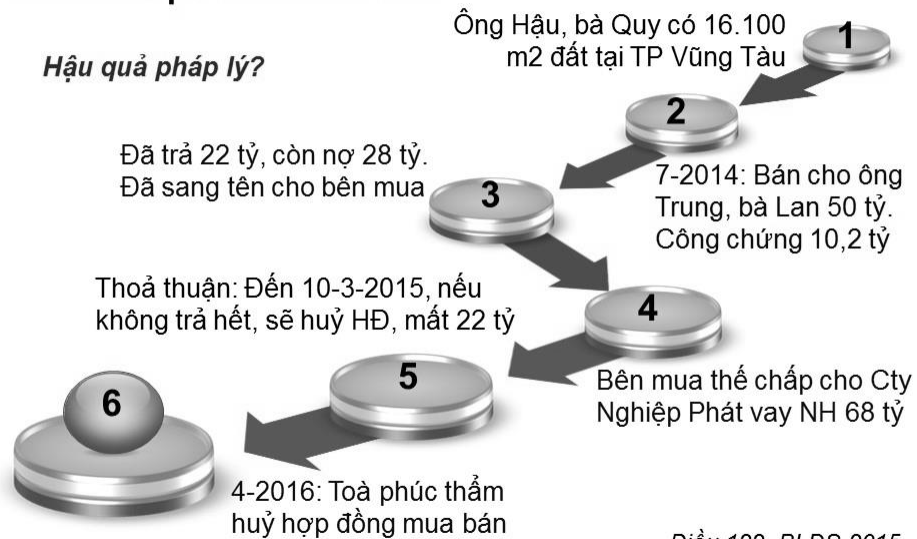 Hậu quả pháp lý?
1
Ông Hậu, bà Quy có 16.100
m2 đất tại TP Vũng Tàu
2
7-2014: Bán cho ông
Trung, bà Lan 50 tỷ.
Công chứng 10,2 tỷ
3
Đã trả 22 tỷ, còn nợ 28 tỷ.
Đã sang tên cho bên mua
4
Bên mua thế chấp cho Cty
Nghiệp Phát vay NH 68 tỷ
5
Thoả thuận: Đến 10-3-2015, nếu
không trả hết, sẽ huỷ HĐ, mất 22 tỷ
6
4-2016: Toà phúc thẩm
huỷ hợp đồng mua bán